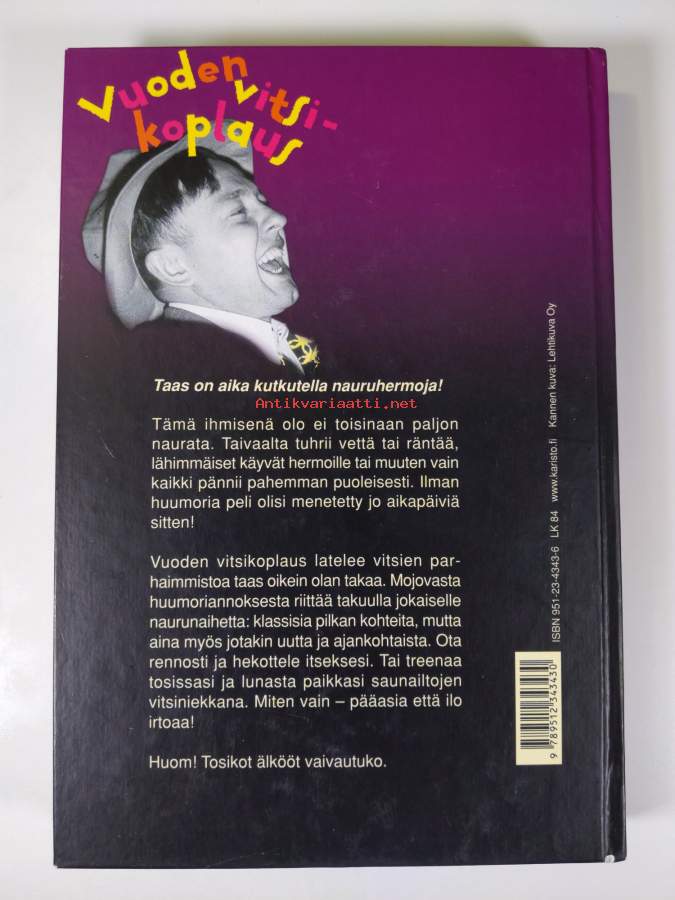 Vuoden
vitsi-
koplaus
Taas on aika kutkutella nauruhermoja!
Antikvariaatti.net
Tämä ihmisenä olo ei toisinaan paljon
naurata. Taivaalta tuhrii vettä tai räntää,
lähimmäiset käyvät hermoille tai muuten vain
kaikki pännii pahemman puoleisesti. Ilman
huumoria peli olisi menetetty jo aikapäiviä
sitten!
Vuoden vitsikoplaus latelee vitsien par-
haimmistoa taas oikein olan takaa. Mojovasta
huumoriannoksesta riittää takuulla jokaiselle
naurunaihetta: klassisia pilkan kohteita, mutta
aina myös jotakin uutta ja ajankohtaista. Ota
rennosti ja hekottele itseksesi. Tai treenaa
tosissasi ja lunasta paikkasi saunailtojen
vitsiniekkana. Miten vain – pääasia että ilo
irtoaa!
Huom! Tosikot älkööt vaivautuko.
ISBN 951-23-4343-6 LK 84 www.karisto.fi Kannen kuva: Lehtikuva Oy
9 789512 343430